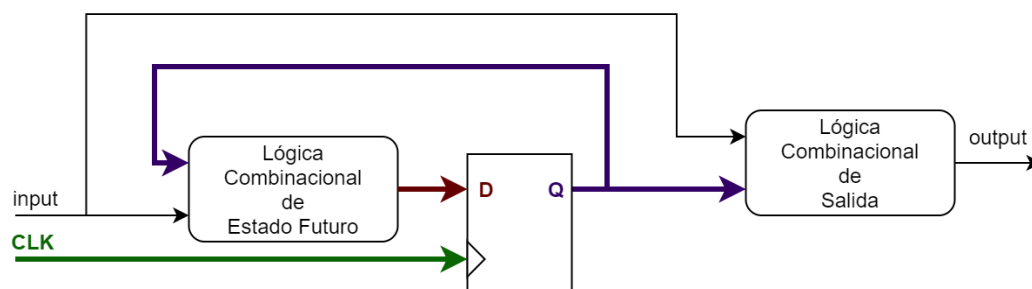 input
CLK
Lógica
Combinacional
de
Estado Futuro
D
Q
Lógica
Combinacional
de
Salida
output